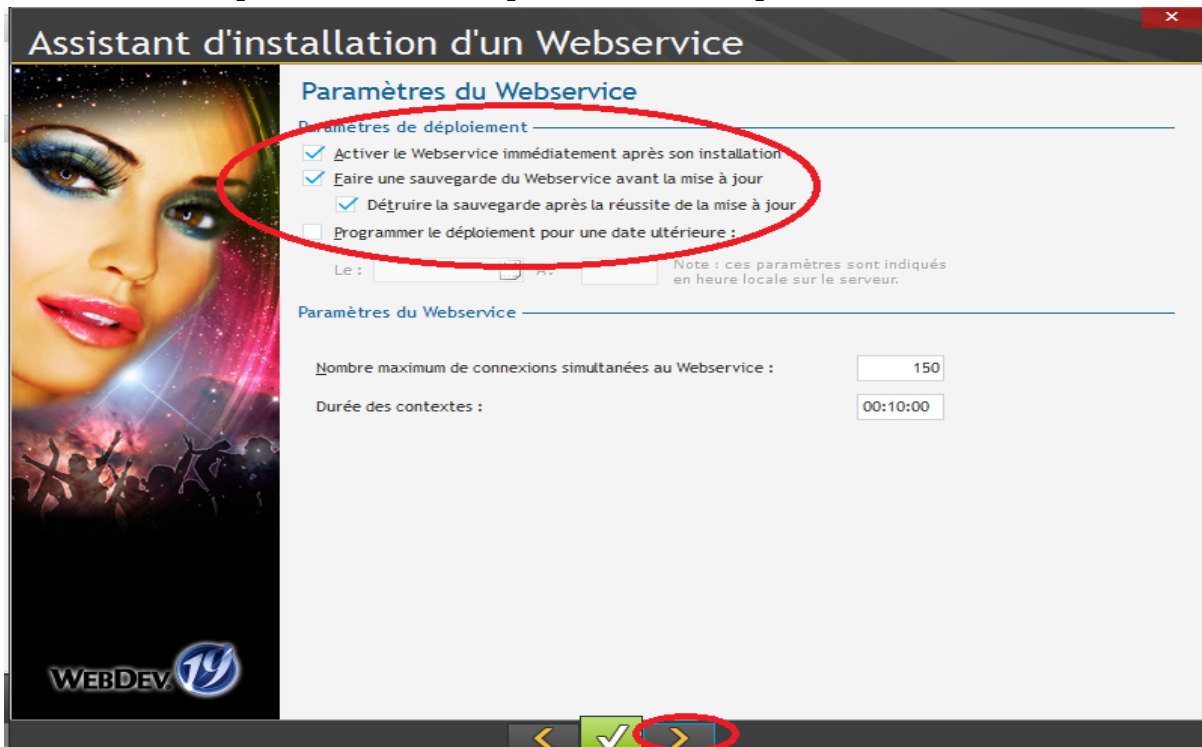 Assistant d'installation d'un Webservice
Paramètres du Webservice
Paramètres de déploiement
Activer le Webservice immédiatement après son installation
Faire une sauvegarde du Webservice avant la mise à jour
Détruire la sauvegarde après la réussite de la mise à jour
Programmer le déploiement pour une date ultérieure :
Le : A : Note : ces paramètres sont indiqués
en heure locale sur le serveur.
Paramètres du Webservice
Nombre maximum de connexions simultanées au Webservice : 150
Durée des contextes : 00:10:00
WEBDEV 19